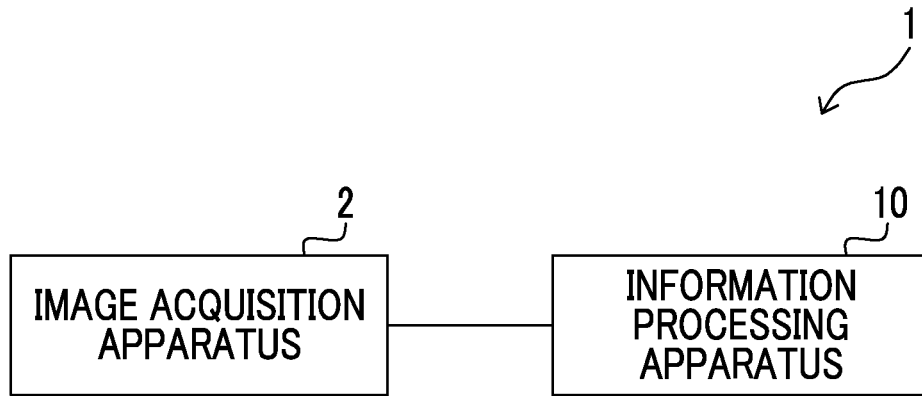 1
2
10
IMAGE ACQUISITION
APPARATUS
INFORMATION
PROCESSING
APPARATUS